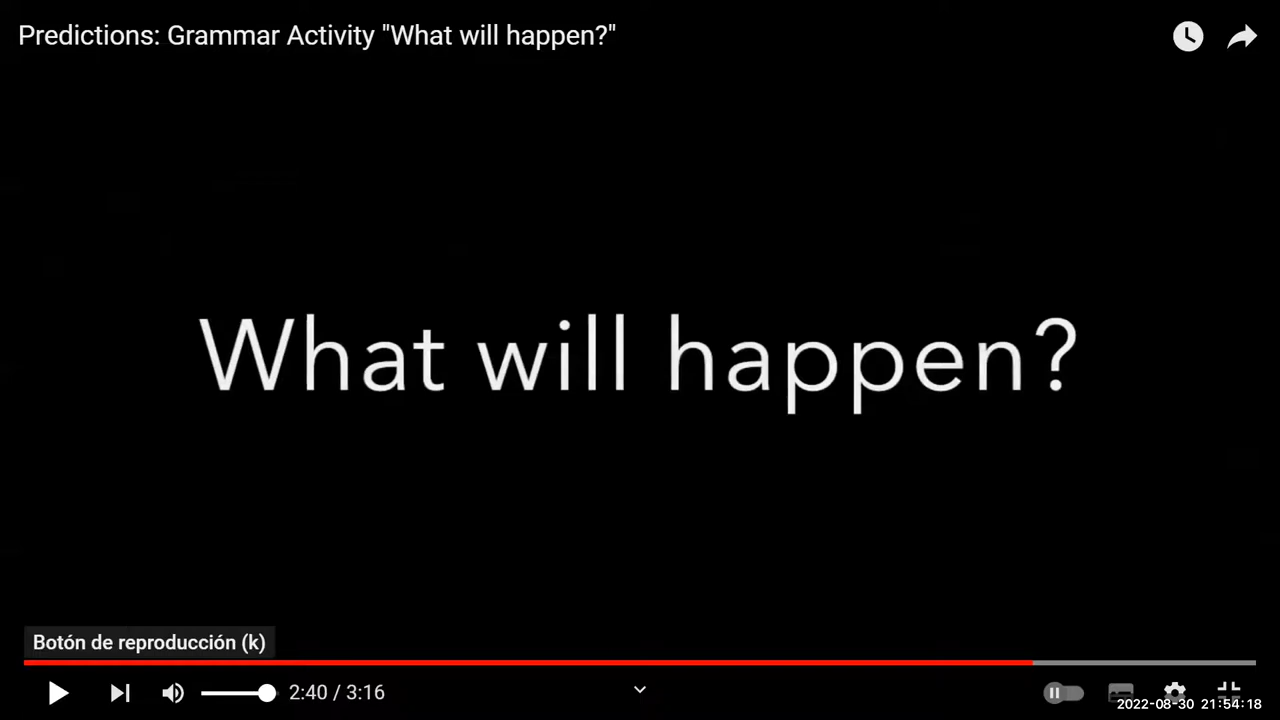 Predictions: Grammar Activity "What will happen?"
What will happen?
Botón de reproducción (k)
2:40 / 3:16
2022-08-30 21:54:18